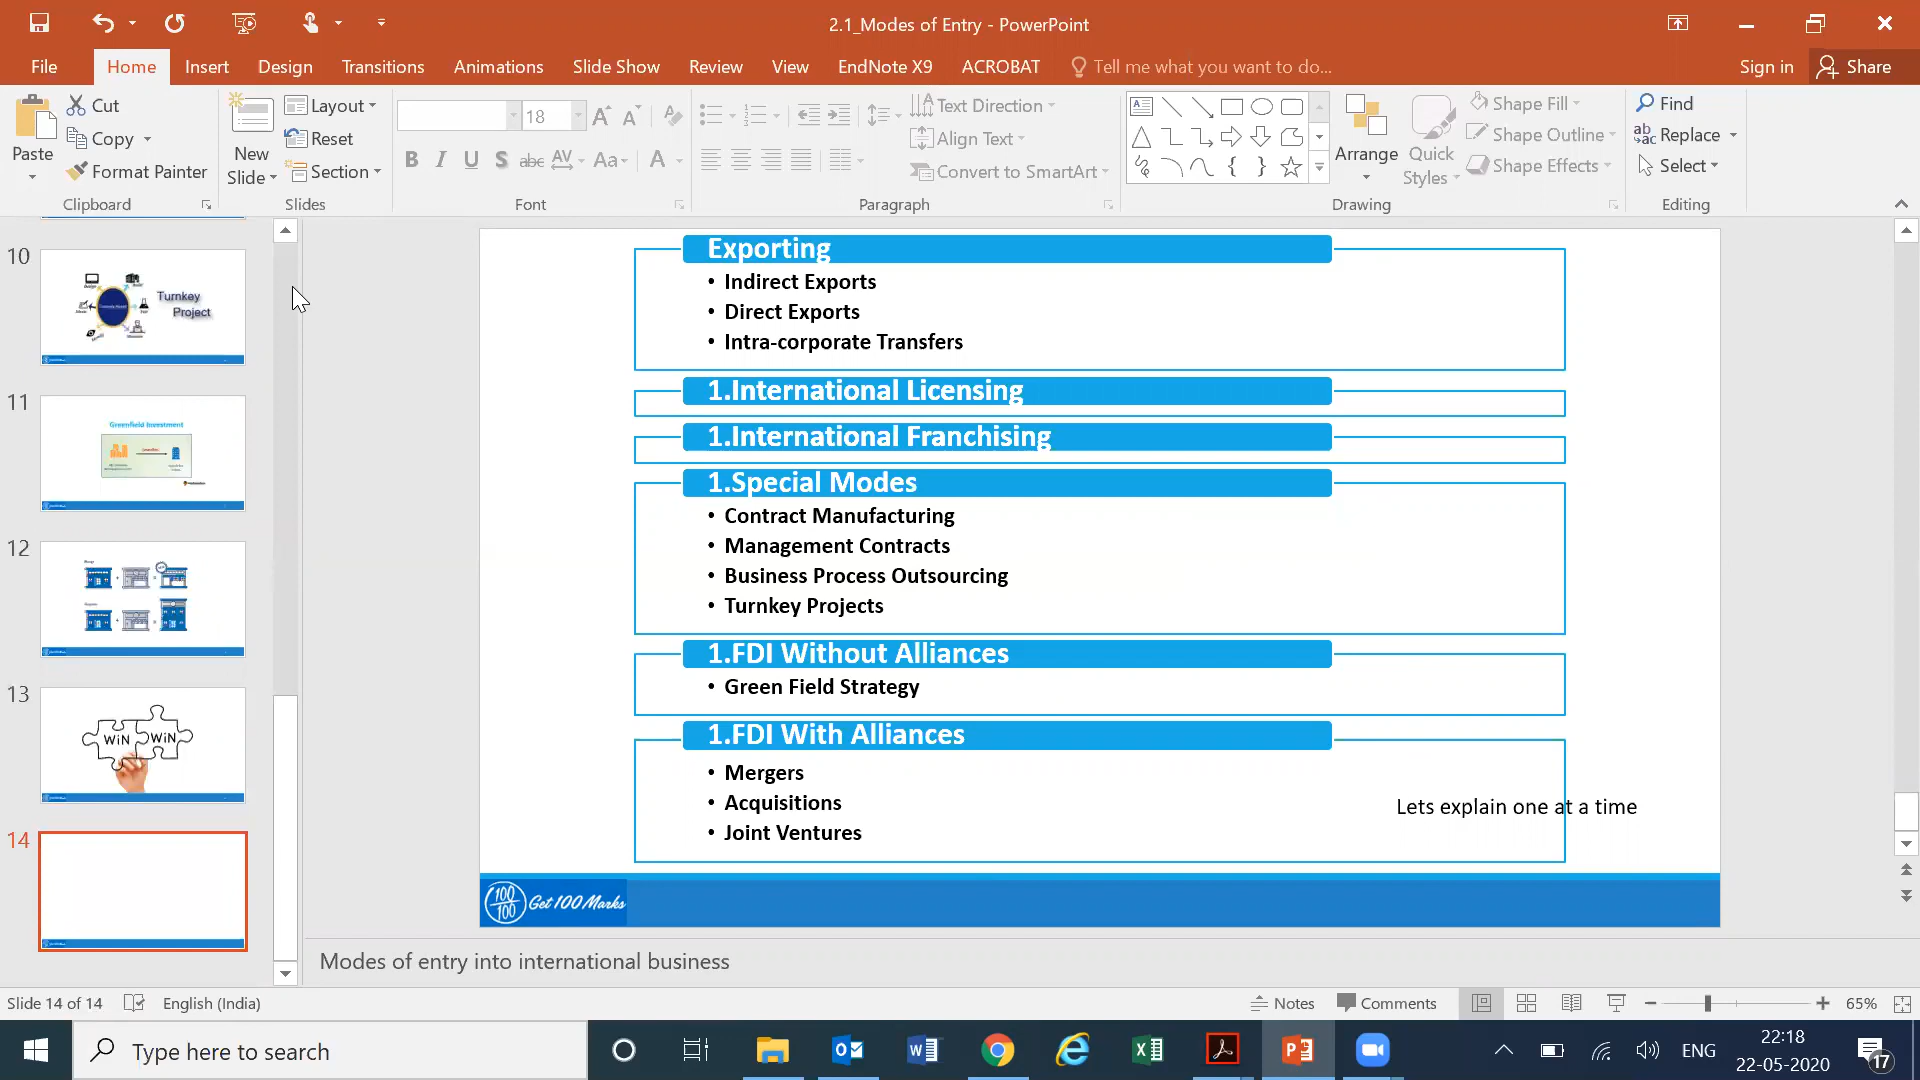 2.1_Modes of Entry - PowerPoint
File
Home
Insert
Design
Transitions
Animations
Slide Show
Review
View
EndNote X9
ACROBAT
Tell me what you want to do...
Sign in
Share
Paste
Cut
Copy
Format Painter
Clipboard
New
Slide
Layout
Reset
Section
Slides
18
B I U S abc AV Aa A
Font
Text Direction
Align Text
Convert to SmartArt
Paragraph
Arrange
Quick
Styles
Shape Fill
Shape Outline
Shape Effects
Drawing
Find
Replace
Select
Editing
10
Turnkey
Project
11
Greenfield Investment
12
13
WiN WiN
14
Exporting
• Indirect Exports
• Direct Exports
• Intra-corporate Transfers
1.International Licensing
1.International Franchising
1.Special Modes
• Contract Manufacturing
• Management Contracts
• Business Process Outsourcing
• Turnkey Projects
1.FDI Without Alliances
• Green Field Strategy
1.FDI With Alliances
• Mergers
• Acquisitions
• Joint Ventures
Lets explain one at a time
100
100
Get 100 Marks
Modes of entry into international business
Slide 14 of 14
English (India)
Notes
Comments
65%
Type here to search
ENG
22:18
22-05-2020
17